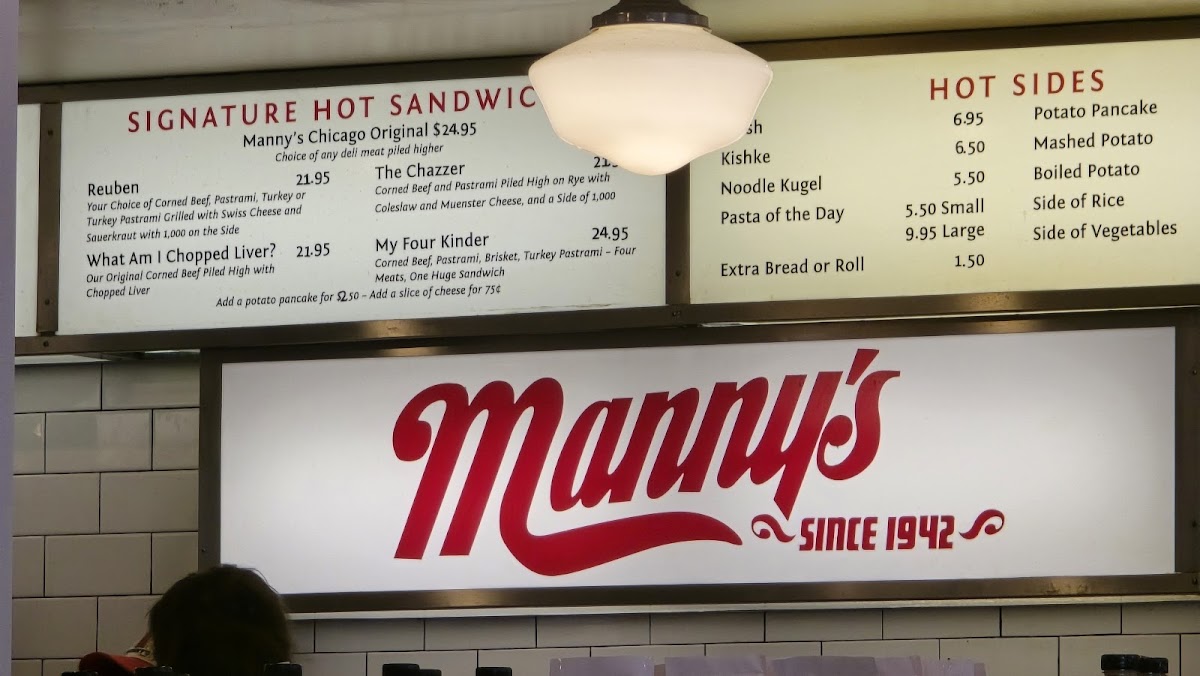 SIGNATURE HOT SANDWIC
Manny's Chicago Original $24.95
Choice of any deli meat piled higher
Reuben 21.95
Your Choice of Corned Beef, Pastrami, Turkey or
Turkey Pastrami Grilled with Swiss Cheese and
Sauerkraut with 1,000 on the Side
What Am I Chopped Liver? 21.95
Our Original Corned Beef Piled High with
Chopped Liver
The Chazzer
Corned Beef and Pastrami Piled High on Rye with
Coleslaw and Muenster Cheese, and a Side of 1,000
My Four Kinder 24.95
Corned Beef, Pastrami, Brisket, Turkey Pastrami – Four
Meats, One Huge Sandwich
Add a potato pancake for $2.50 – Add a slice of cheese for 75¢
HOT SIDES
6.95
Kishke 6.50
Noodle Kugel 5.50
Pasta of the Day 5.50 Small
9.95 Large
Extra Bread or Roll 1.50
Potato Pancake
Mashed Potato
Boiled Potato
Side of Rice
Side of Vegetables
Manny's
SINCE 1942